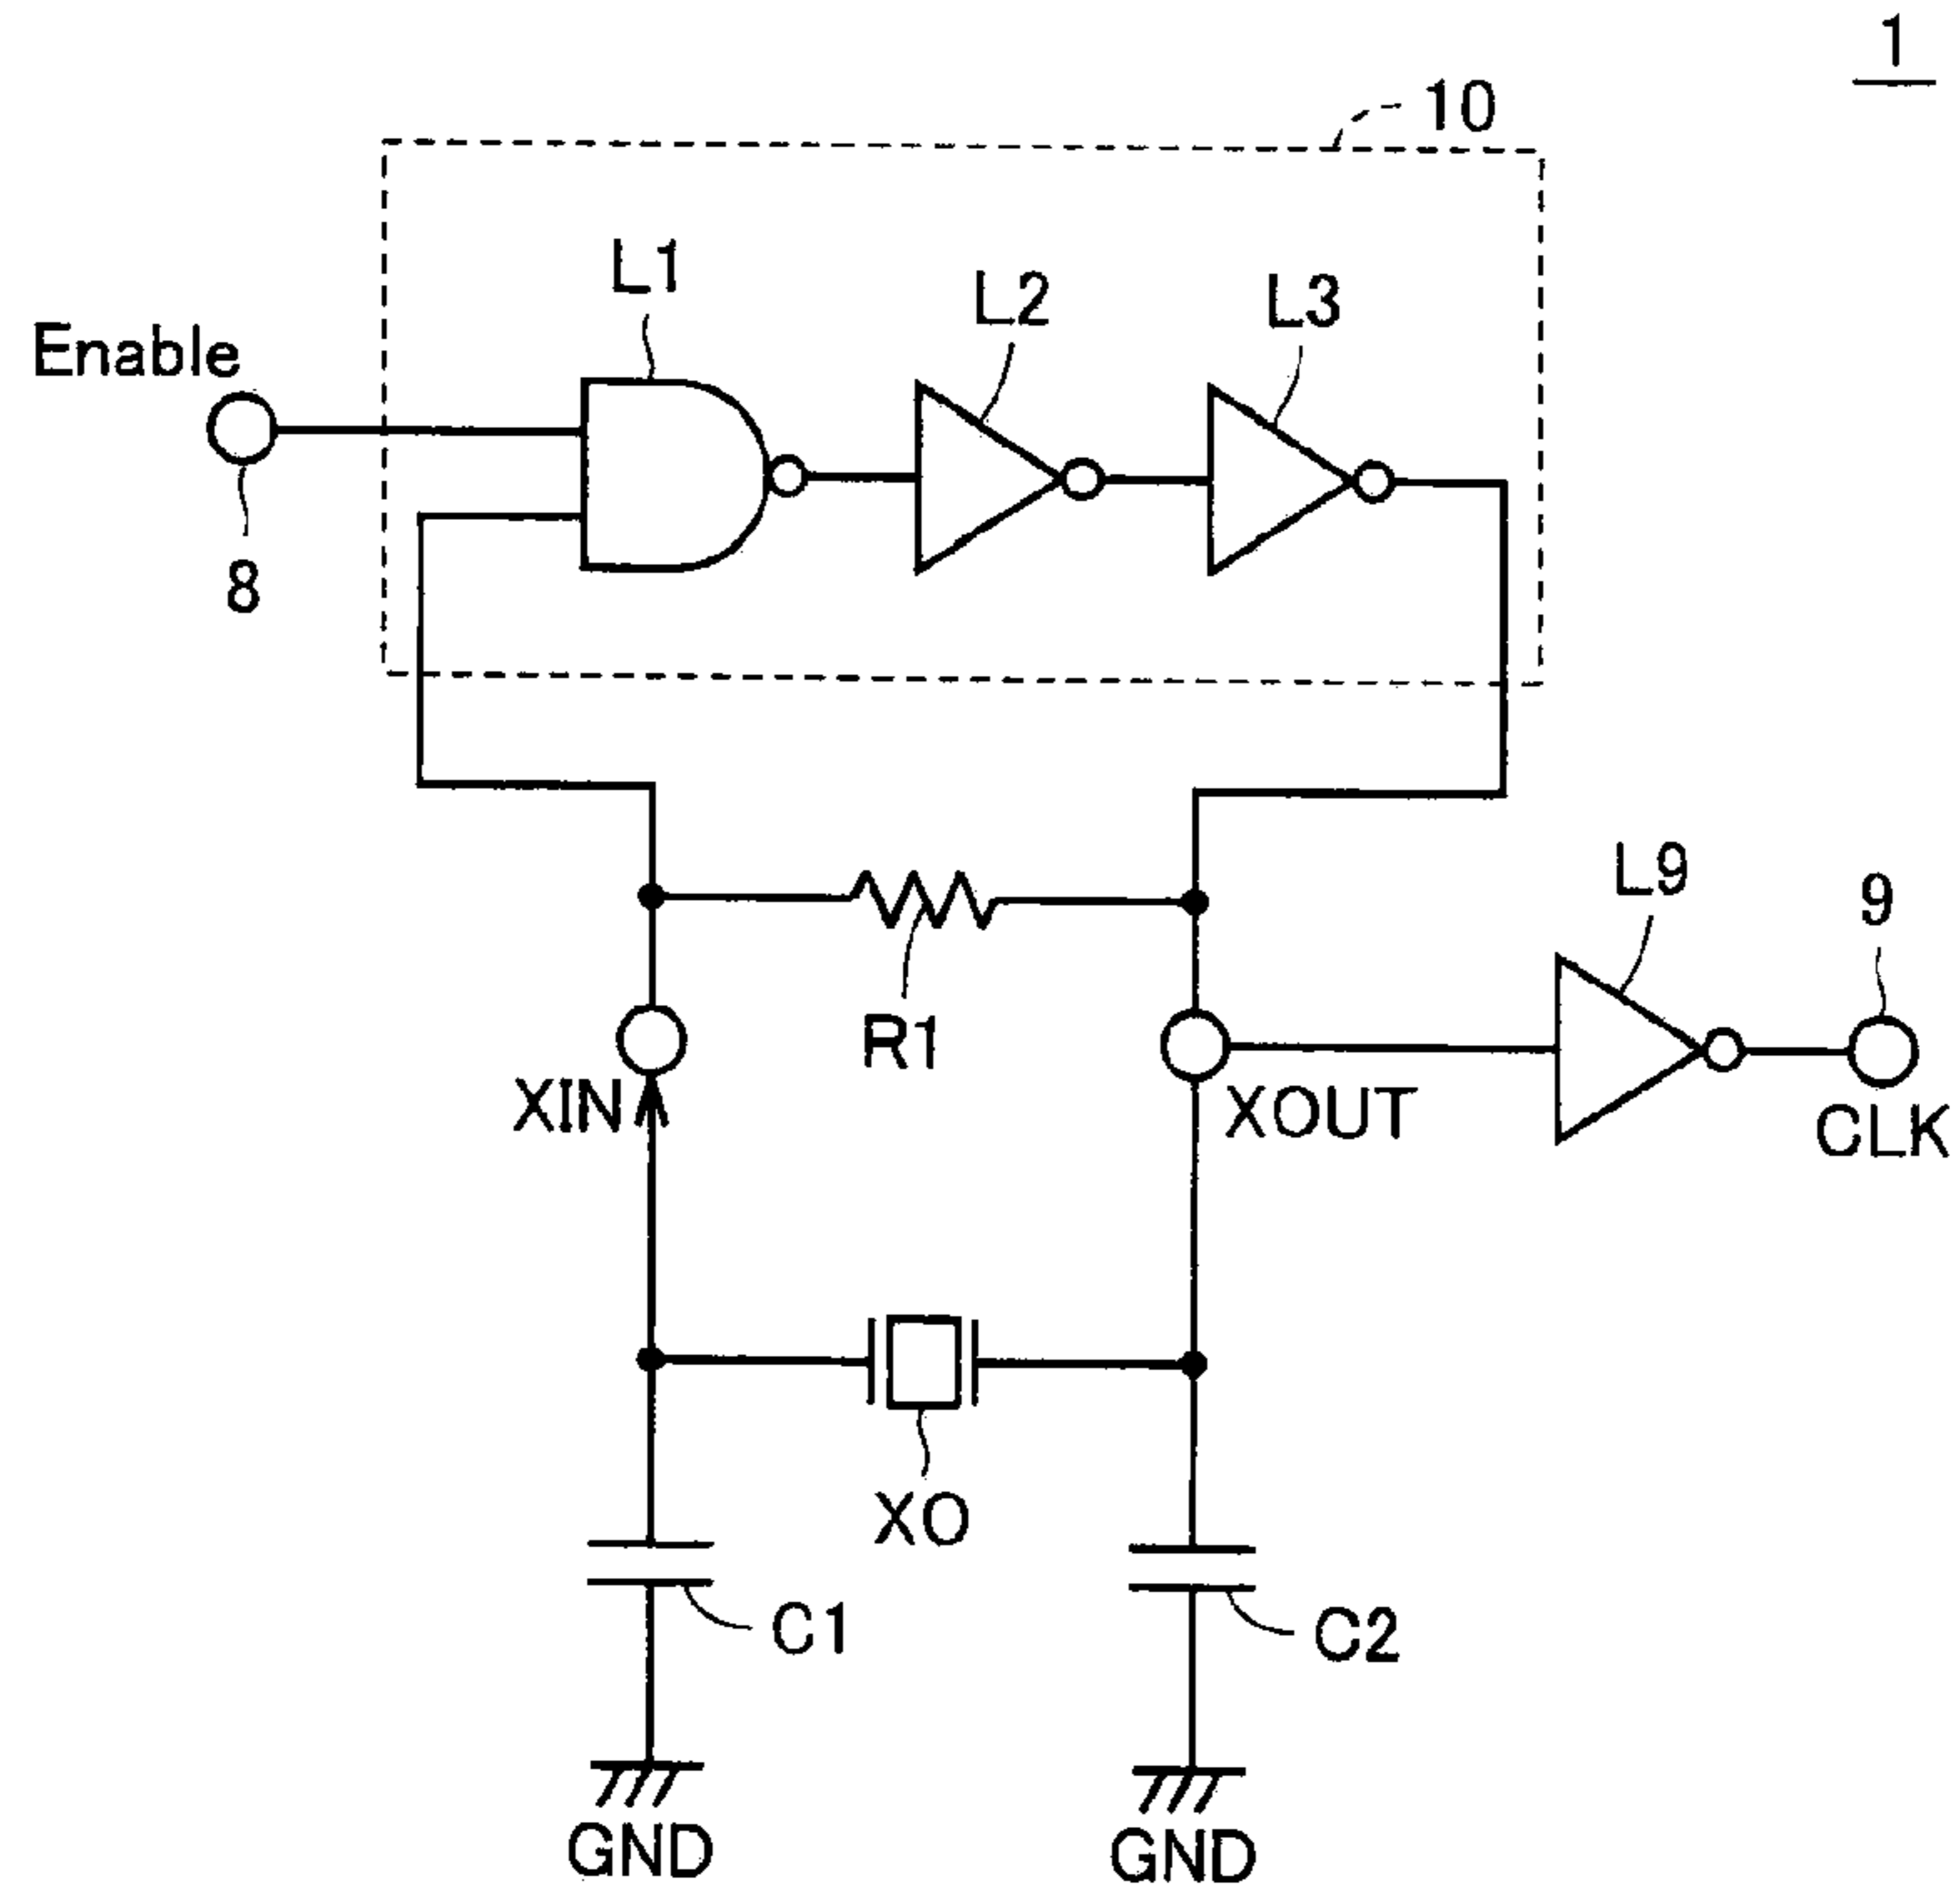 1
10
L1
L2
L3
Enable
8
L9
9
R1
XIN
XOUT
CLK
XO
C1
C2
GND
GND